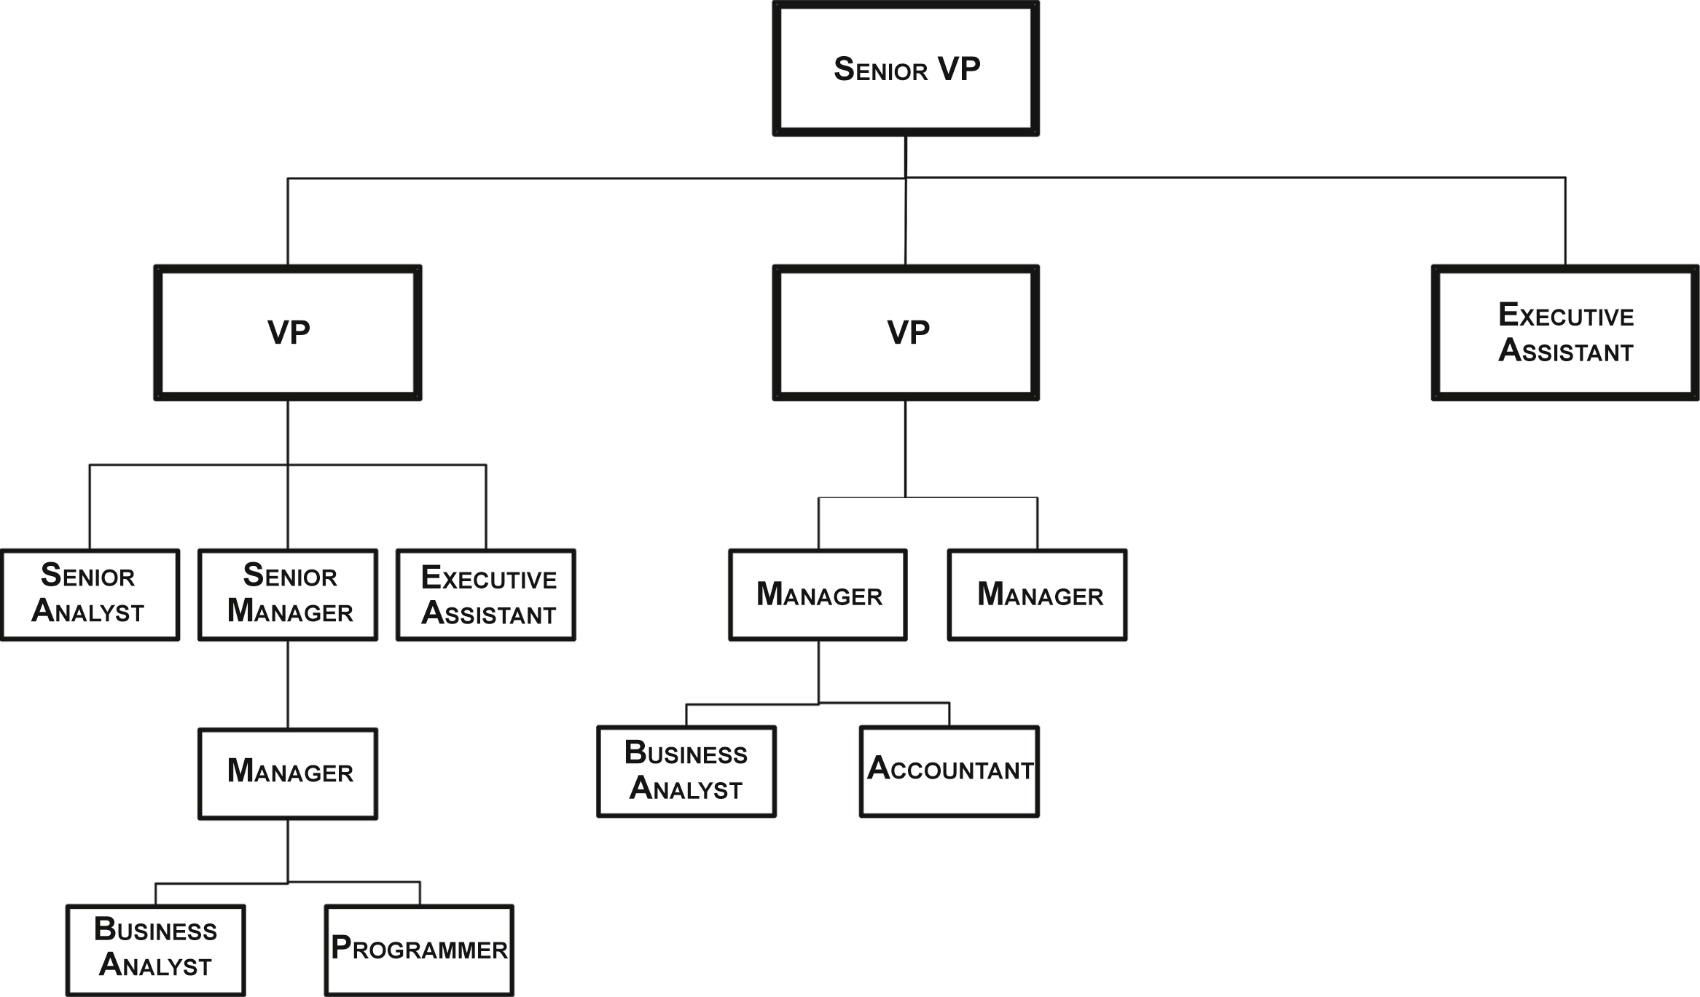 Senior VP
VP
VP
Executive
Assistant
Senior
Analyst
Senior
Manager
Executive
Assistant
Manager
Manager
Manager
Business
Analyst
Accountant
Business
Analyst
Programmer